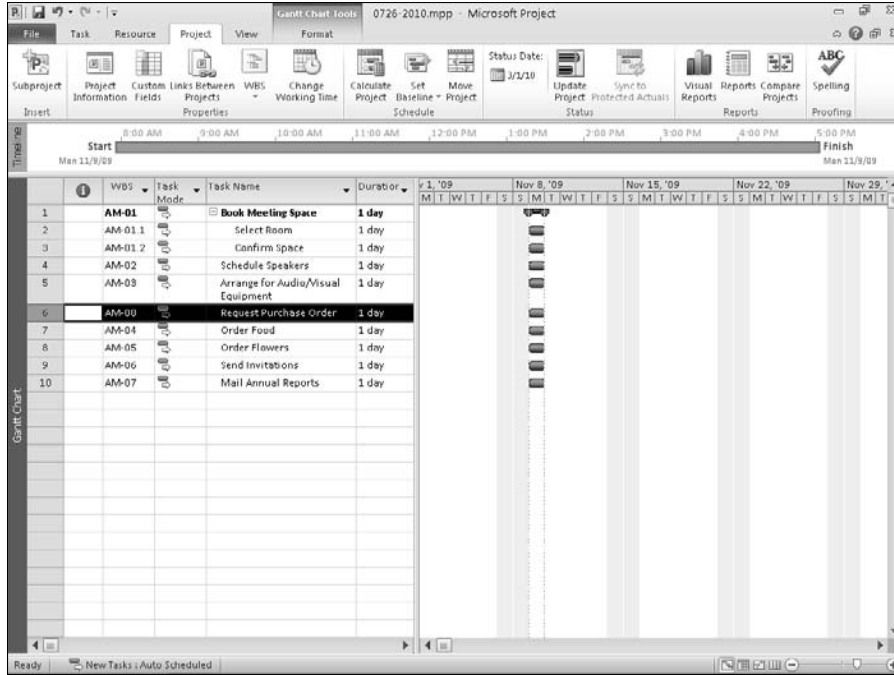 Gantt Chart Tools
0726-2010.mpp - Microsoft Project
File Task Resource Project View Format
Subproject
Project Information
Custom Fields
Links Between Projects
WBS
Change Working Time
Calculate Project
Set Baseline
Move Project
Status Date:
3/1/10
Update Project
Sync to Protected Actuals
Visual Reports
Reports
Compare Projects
ABC
Spelling
Insert Properties Schedule Status Reports Proofing
Timeline
8:00 AM 9:00 AM 10:00 AM 11:00 AM 12:00 PM 1:00 PM 2:00 PM 3:00 PM 4:00 PM 5:00 PM
Start Finish
Mon 11/9/09 Mon 11/9/09
WBS Task Mode Task Name Duration
1, '09 Nov 8, '09 Nov 15, '09 Nov 22, '09 Nov 29, '
M T W T F S S M T W T F S S M T W T F S S M T W T F S S M T
1 AM-01 Book Meeting Space 1 day
2 AM-01.1 Select Room 1 day
3 AM-01.2 Confirm Space 1 day
4 AM-02 Schedule Speakers 1 day
5 AM-03 Arrange for Audio/Visual
Equipment 1 day
6 AM-08 Request Purchase Order 1 day
7 AM-04 Order Food 1 day
8 AM-05 Order Flowers 1 day
9 AM-06 Send Invitations 1 day
10 AM-07 Mail Annual Reports 1 day
Gantt Chart
Ready New Tasks : Auto Scheduled